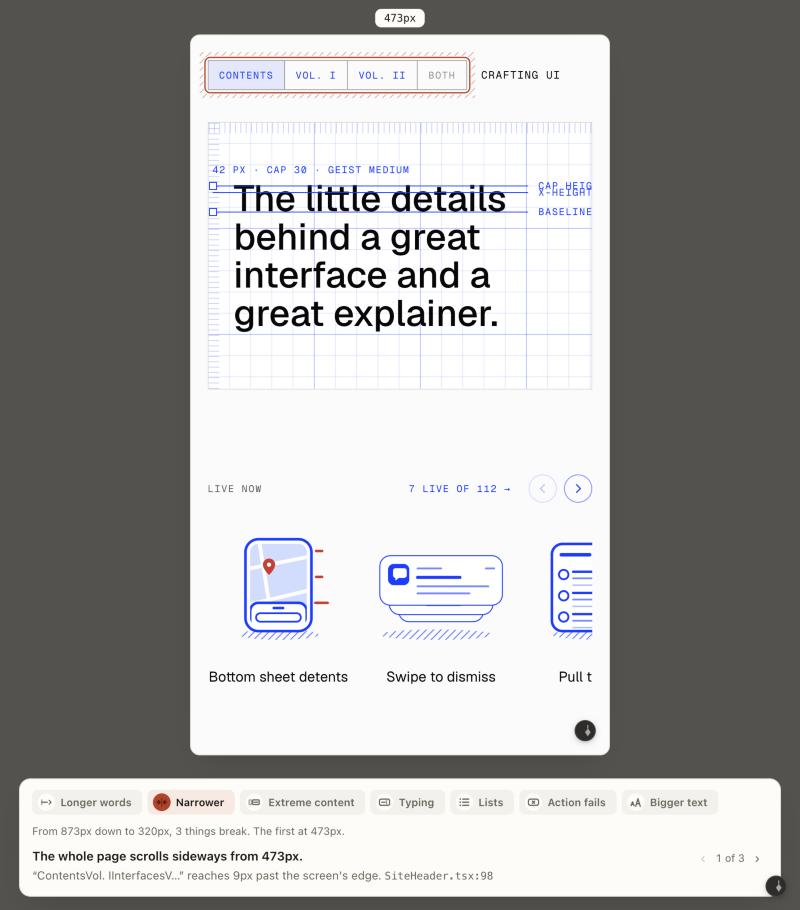 473px
CONTENTS VOL. I VOL. II BOTH CRAFTING UI
42 PX · CAP 30 · GEIST MEDIUM
CAP HEIG
X-HEIGHT
BASELINE
The little details
behind a great
interface and a
great explainer.
LIVE NOW 7 LIVE OF 112 →
Bottom sheet detents Swipe to dismiss Pull t
Longer words Narrower Extreme content Typing Lists Action fails Bigger text
From 873px down to 320px, 3 things break. The first at 473px.
The whole page scrolls sideways from 473px.
‹ 1 of 3 ›
“ContentsVol. IInterfacesV…” reaches 9px past the screen's edge. SiteHeader.tsx:98